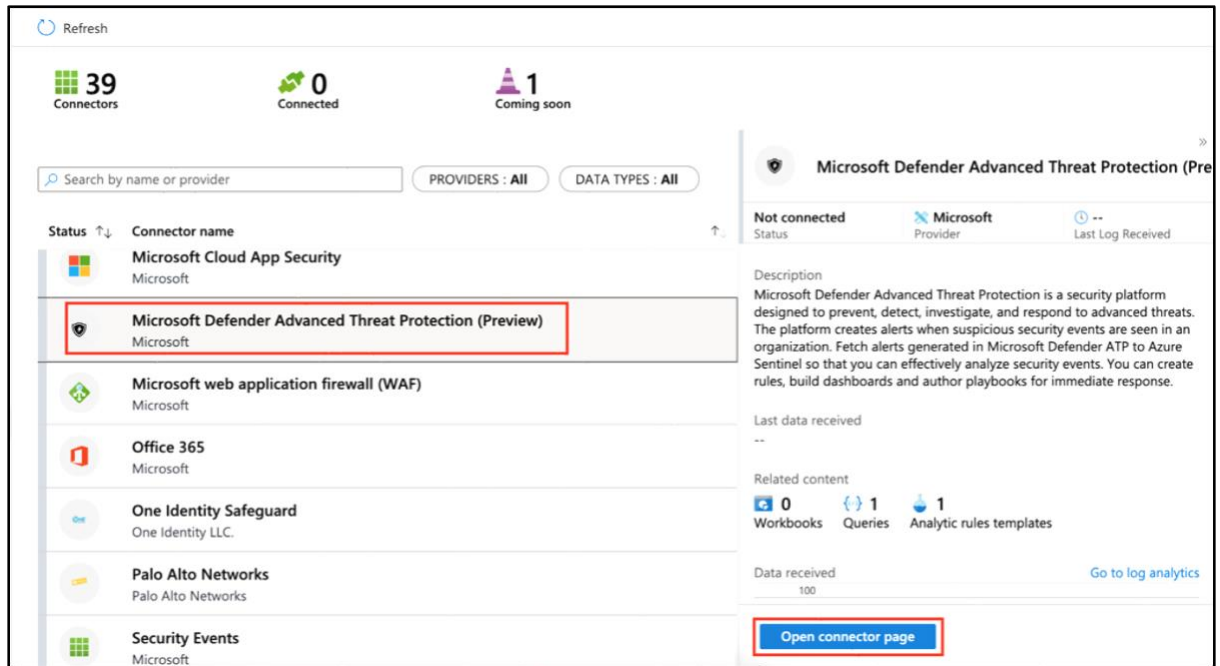 Refresh
39
Connectors
0
Connected
1
Coming soon
Search by name or provider
PROVIDERS : All
DATA TYPES : All
Status
Connector name
Microsoft Cloud App Security
Microsoft
Microsoft Defender Advanced Threat Protection (Preview)
Microsoft
Microsoft web application firewall (WAF)
Microsoft
Office 365
Microsoft
One Identity Safeguard
One Identity LLC.
Palo Alto Networks
Palo Alto Networks
Security Events
Microsoft
Microsoft Defender Advanced Threat Protection (Pre
Not connected
Status
Microsoft
Provider
--
Last Log Received
Description
Microsoft Defender Advanced Threat Protection is a security platform
designed to prevent, detect, investigate, and respond to advanced threats.
The platform creates alerts when suspicious security events are seen in an
organization. Fetch alerts generated in Microsoft Defender ATP to Azure
Sentinel so that you can effectively analyze security events. You can create
rules, build dashboards and author playbooks for immediate response.
Last data received
--
Related content
0
Workbooks
1
Queries
1
Analytic rules templates
Data received
Go to log analytics
100
Open connector page